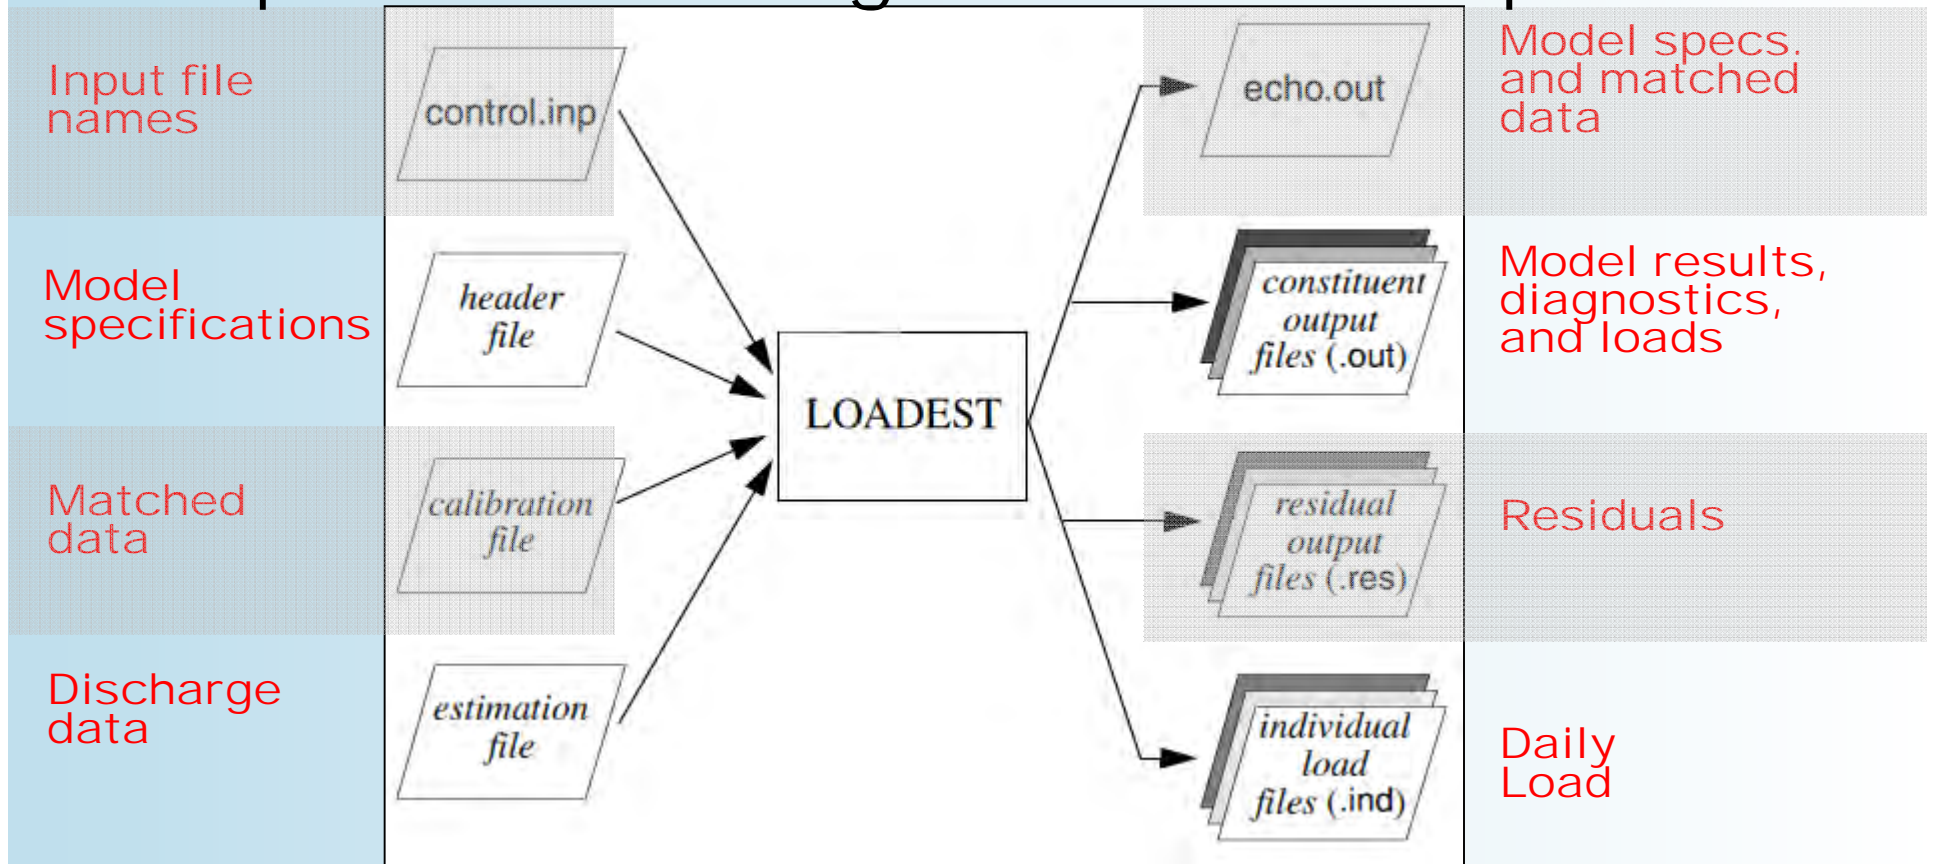 Input file
names
control.inp
echo.out
Model specs.
and matched
data
Model
specifications
header
file
constituent
output
files (.out)
Model results,
diagnostics,
and loads
LOADEST
Matched
data
calibration
file
residual
output
files (.res)
Residuals
Discharge
data
estimation
file
individual
load
files (.ind)
Daily
Load